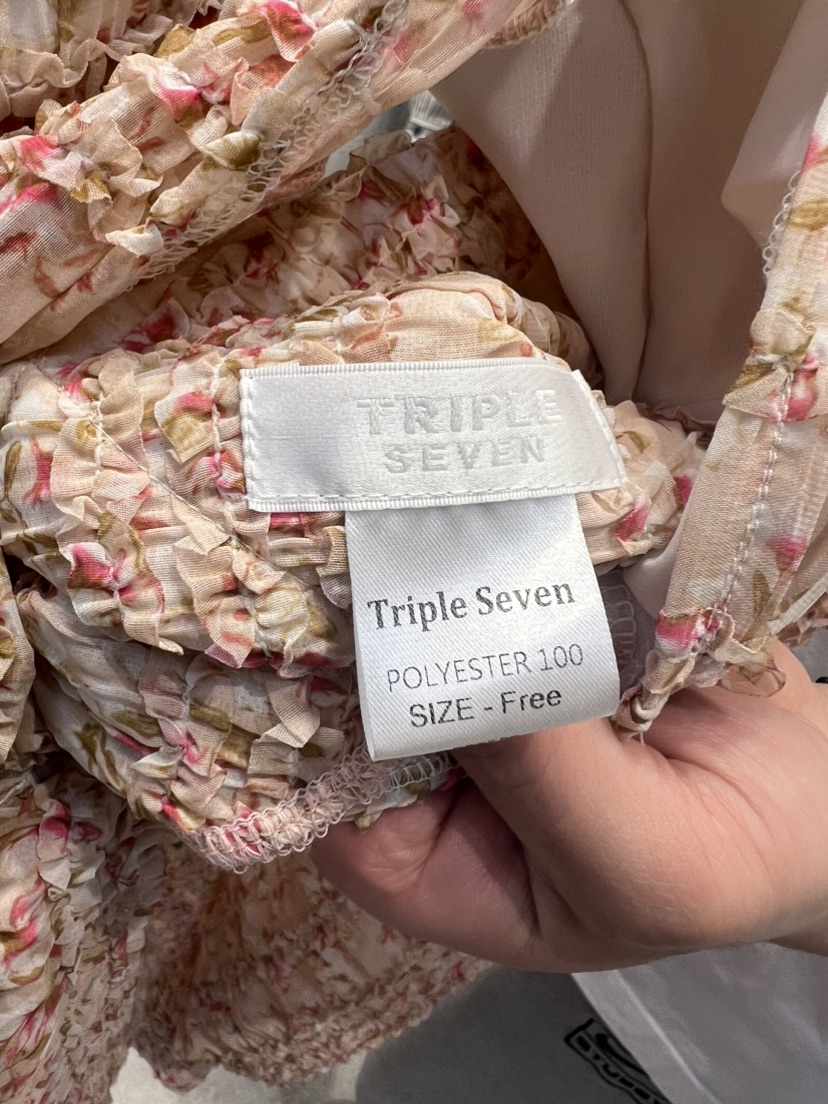 TRIPLE
SEVEN
Triple Seven
POLYESTER 100
SIZE - Free